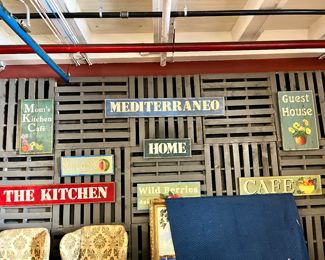 Mom's
Kitchen
Cafe
MEDITERRANEO
Guest
House
HOME
THE KITCHEN
Wild Berries
CAFE